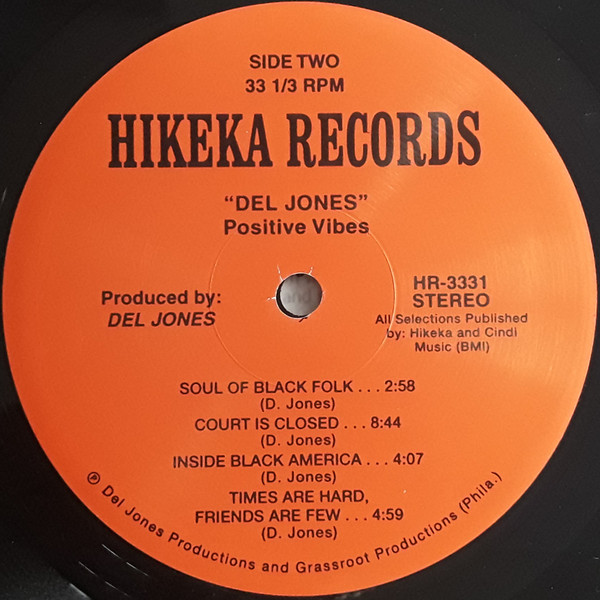 SIDE TWO
33 1/3 RPM
HIKEKA RECORDS
"DEL JONES"
Positive Vibes
Produced by:
DEL JONES
HR-3331
STEREO
All Selections Published
by: Hikeka and Cindi
Music (BMI)
SOUL OF BLACK FOLK . . . 2:58
(D. Jones)
COURT IS CLOSED . . . 8:44
(D. Jones)
INSIDE BLACK AMERICA . . . 4:07
(D. Jones)
TIMES ARE HARD,
FRIENDS ARE FEW . . . 4:59
(D. Jones)
℗ Del Jones Productions and Grassroot Productions (Phila.)